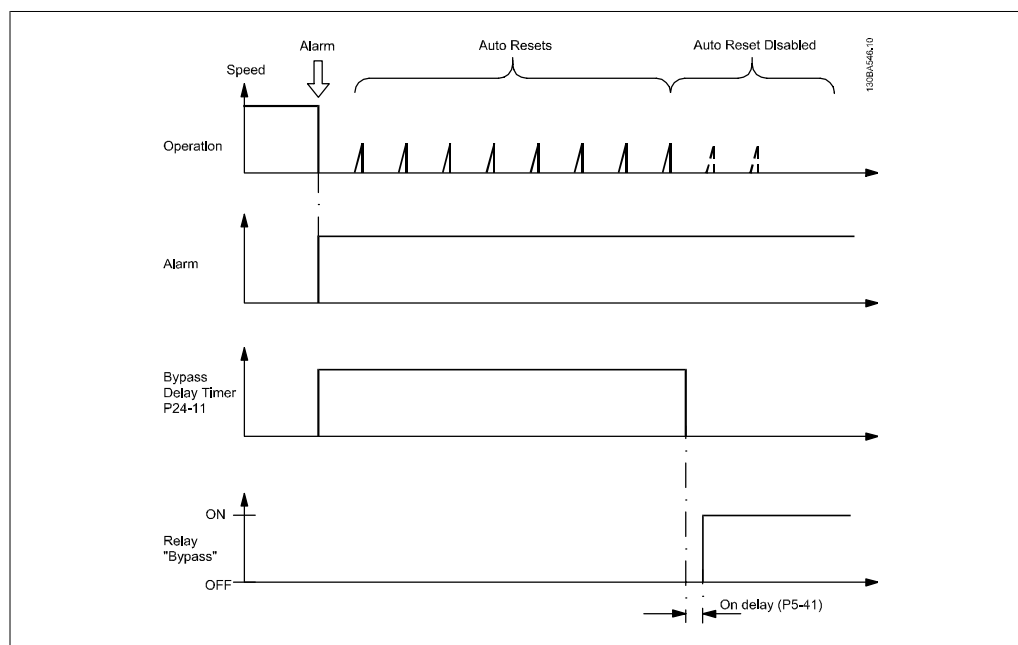 Alarm
Auto Resets
Auto Reset Disabled
130BA546.10
Speed
Operation
Alarm
Bypass
Delay Timer
P24-11
ON
Relay
"Bypass"
OFF
On delay (P5-41)